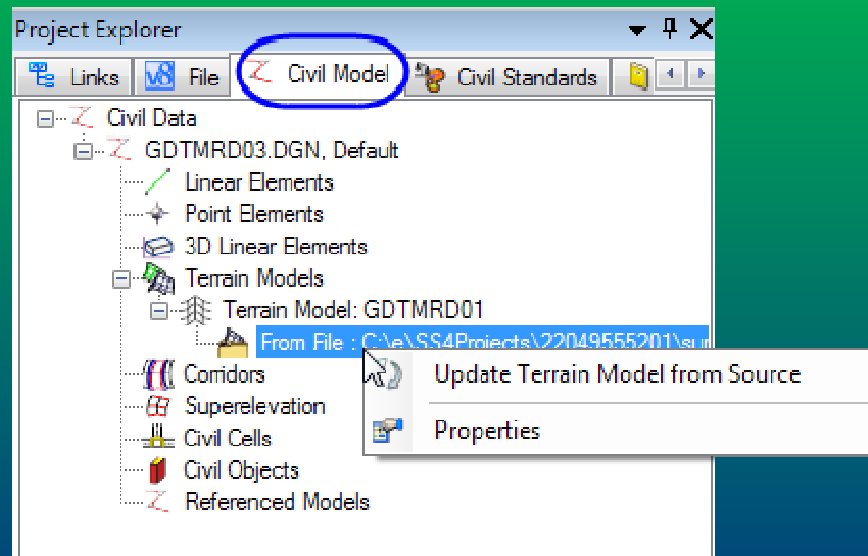 Project Explorer
Links V8 File Civil Model Civil Standards
Civil Data
GDTMRD03.DGN, Default
Linear Elements
Point Elements
3D Linear Elements
Terrain Models
Terrain Model: GDTMRD01
From File : C:\e\SS4Projects\22049555201\sur
Corridors
Update Terrain Model from Source
Superelevation
Properties
Civil Cells
Civil Objects
Referenced Models